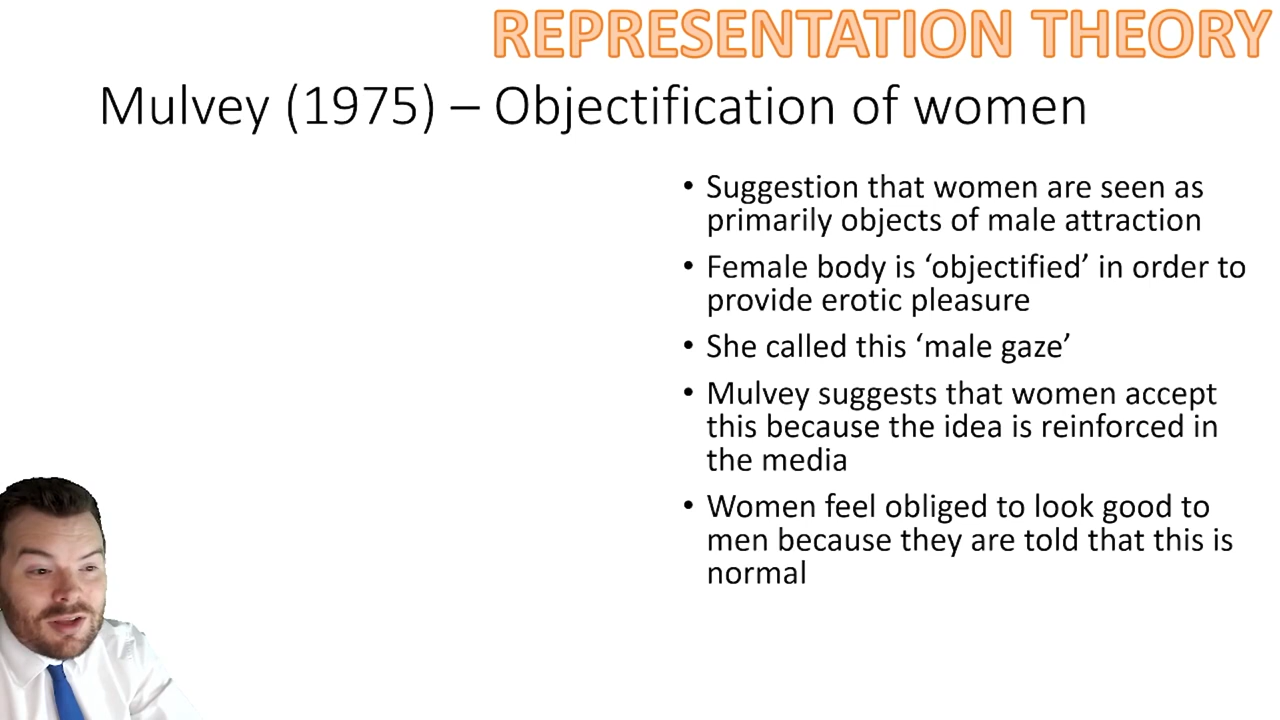 REPRESENTATION THEORY
Mulvey (1975) – Objectification of women
• Suggestion that women are seen as
primarily objects of male attraction
• Female body is ‘objectified’ in order to
provide erotic pleasure
• She called this ‘male gaze’
• Mulvey suggests that women accept
this because the idea is reinforced in
the media
• Women feel obliged to look good to
men because they are told that this is
normal